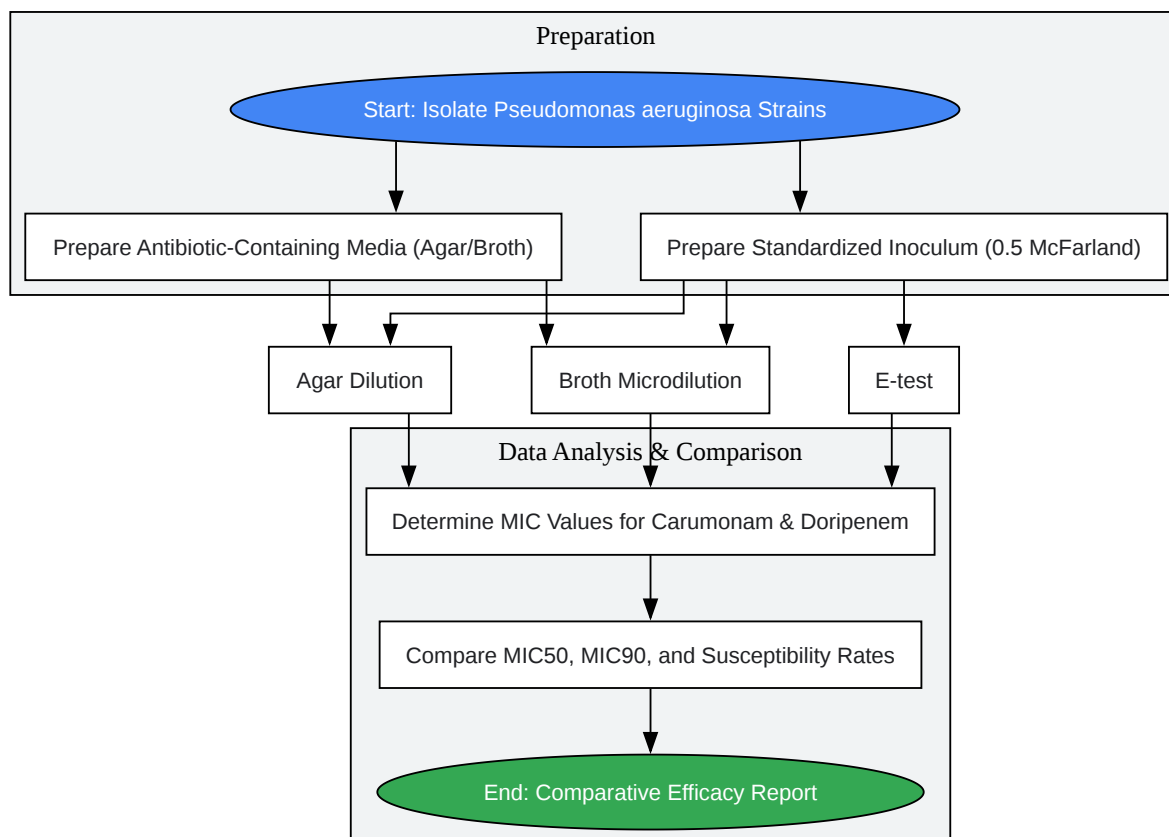 Preparation
Start: Isolate Pseudomonas aeruginosa Strains
Prepare Antibiotic-Containing Media (Agar/Broth)
Prepare Standardized Inoculum (0.5 McFarland)
Agar Dilution
Broth Microdilution
E-test
Data Analysis & Comparison
Determine MIC Values for Carumonam & Doripenem
Compare MIC50, MIC90, and Susceptibility Rates
End: Comparative Efficacy Report